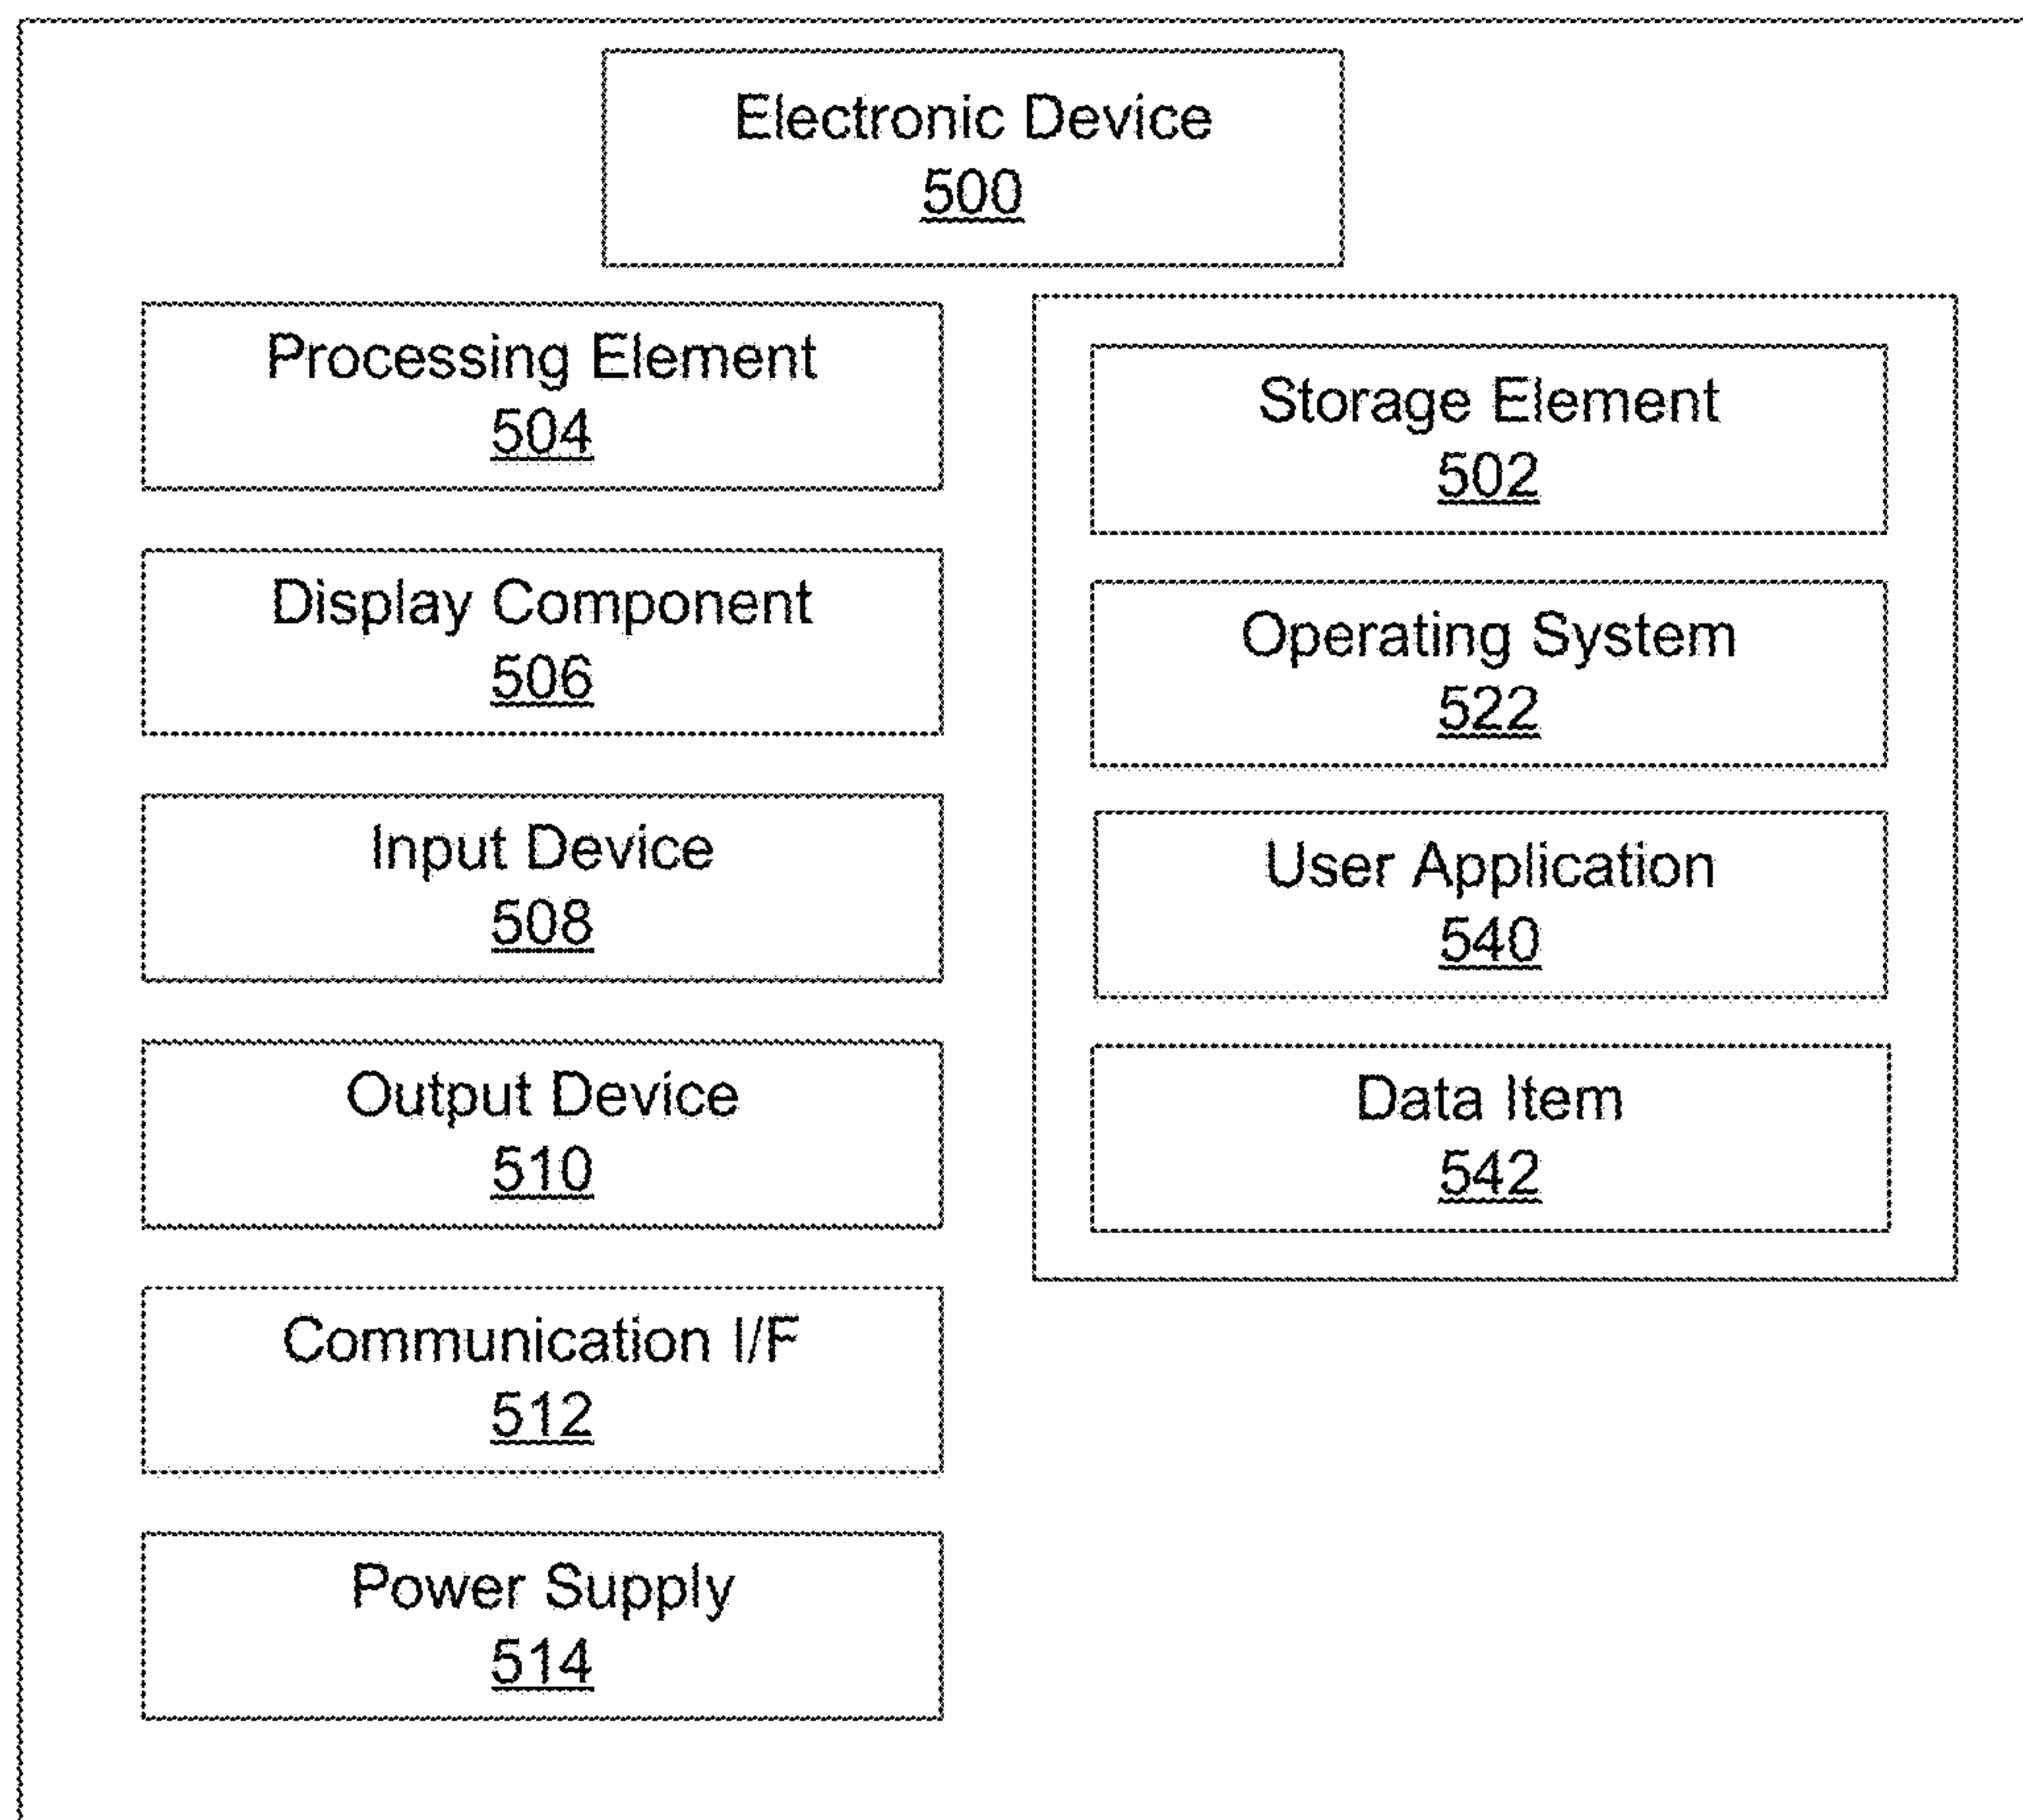 Electronic Device
500
Processing Element
504
Display Component
506
Input Device
508
Output Device
510
Communication I/F
512
Power Supply
514
Storage Element
502
Operating System
522
User Application
540
Data Item
542